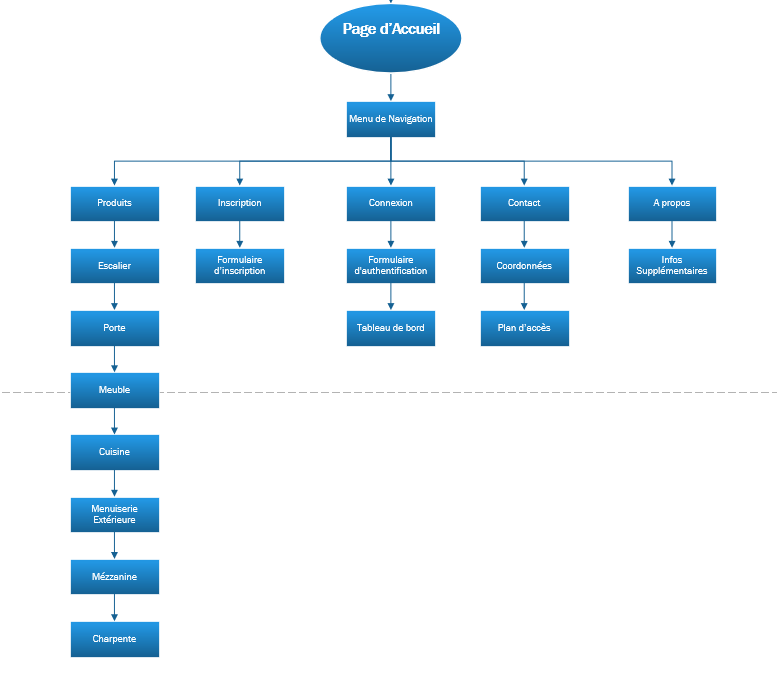 Page d'Accueil
Menu de Navigation
Produits
Inscription
Connexion
Contact
A propos
Escalier
Formulaire
d'inscription
Formulaire
d'authentification
Coordonnées
Infos
Supplémentaires
Porte
Tableau de bord
Plan d'accès
Meuble
Cuisine
Menuiserie
Extérieure
Mézzanine
Charpente